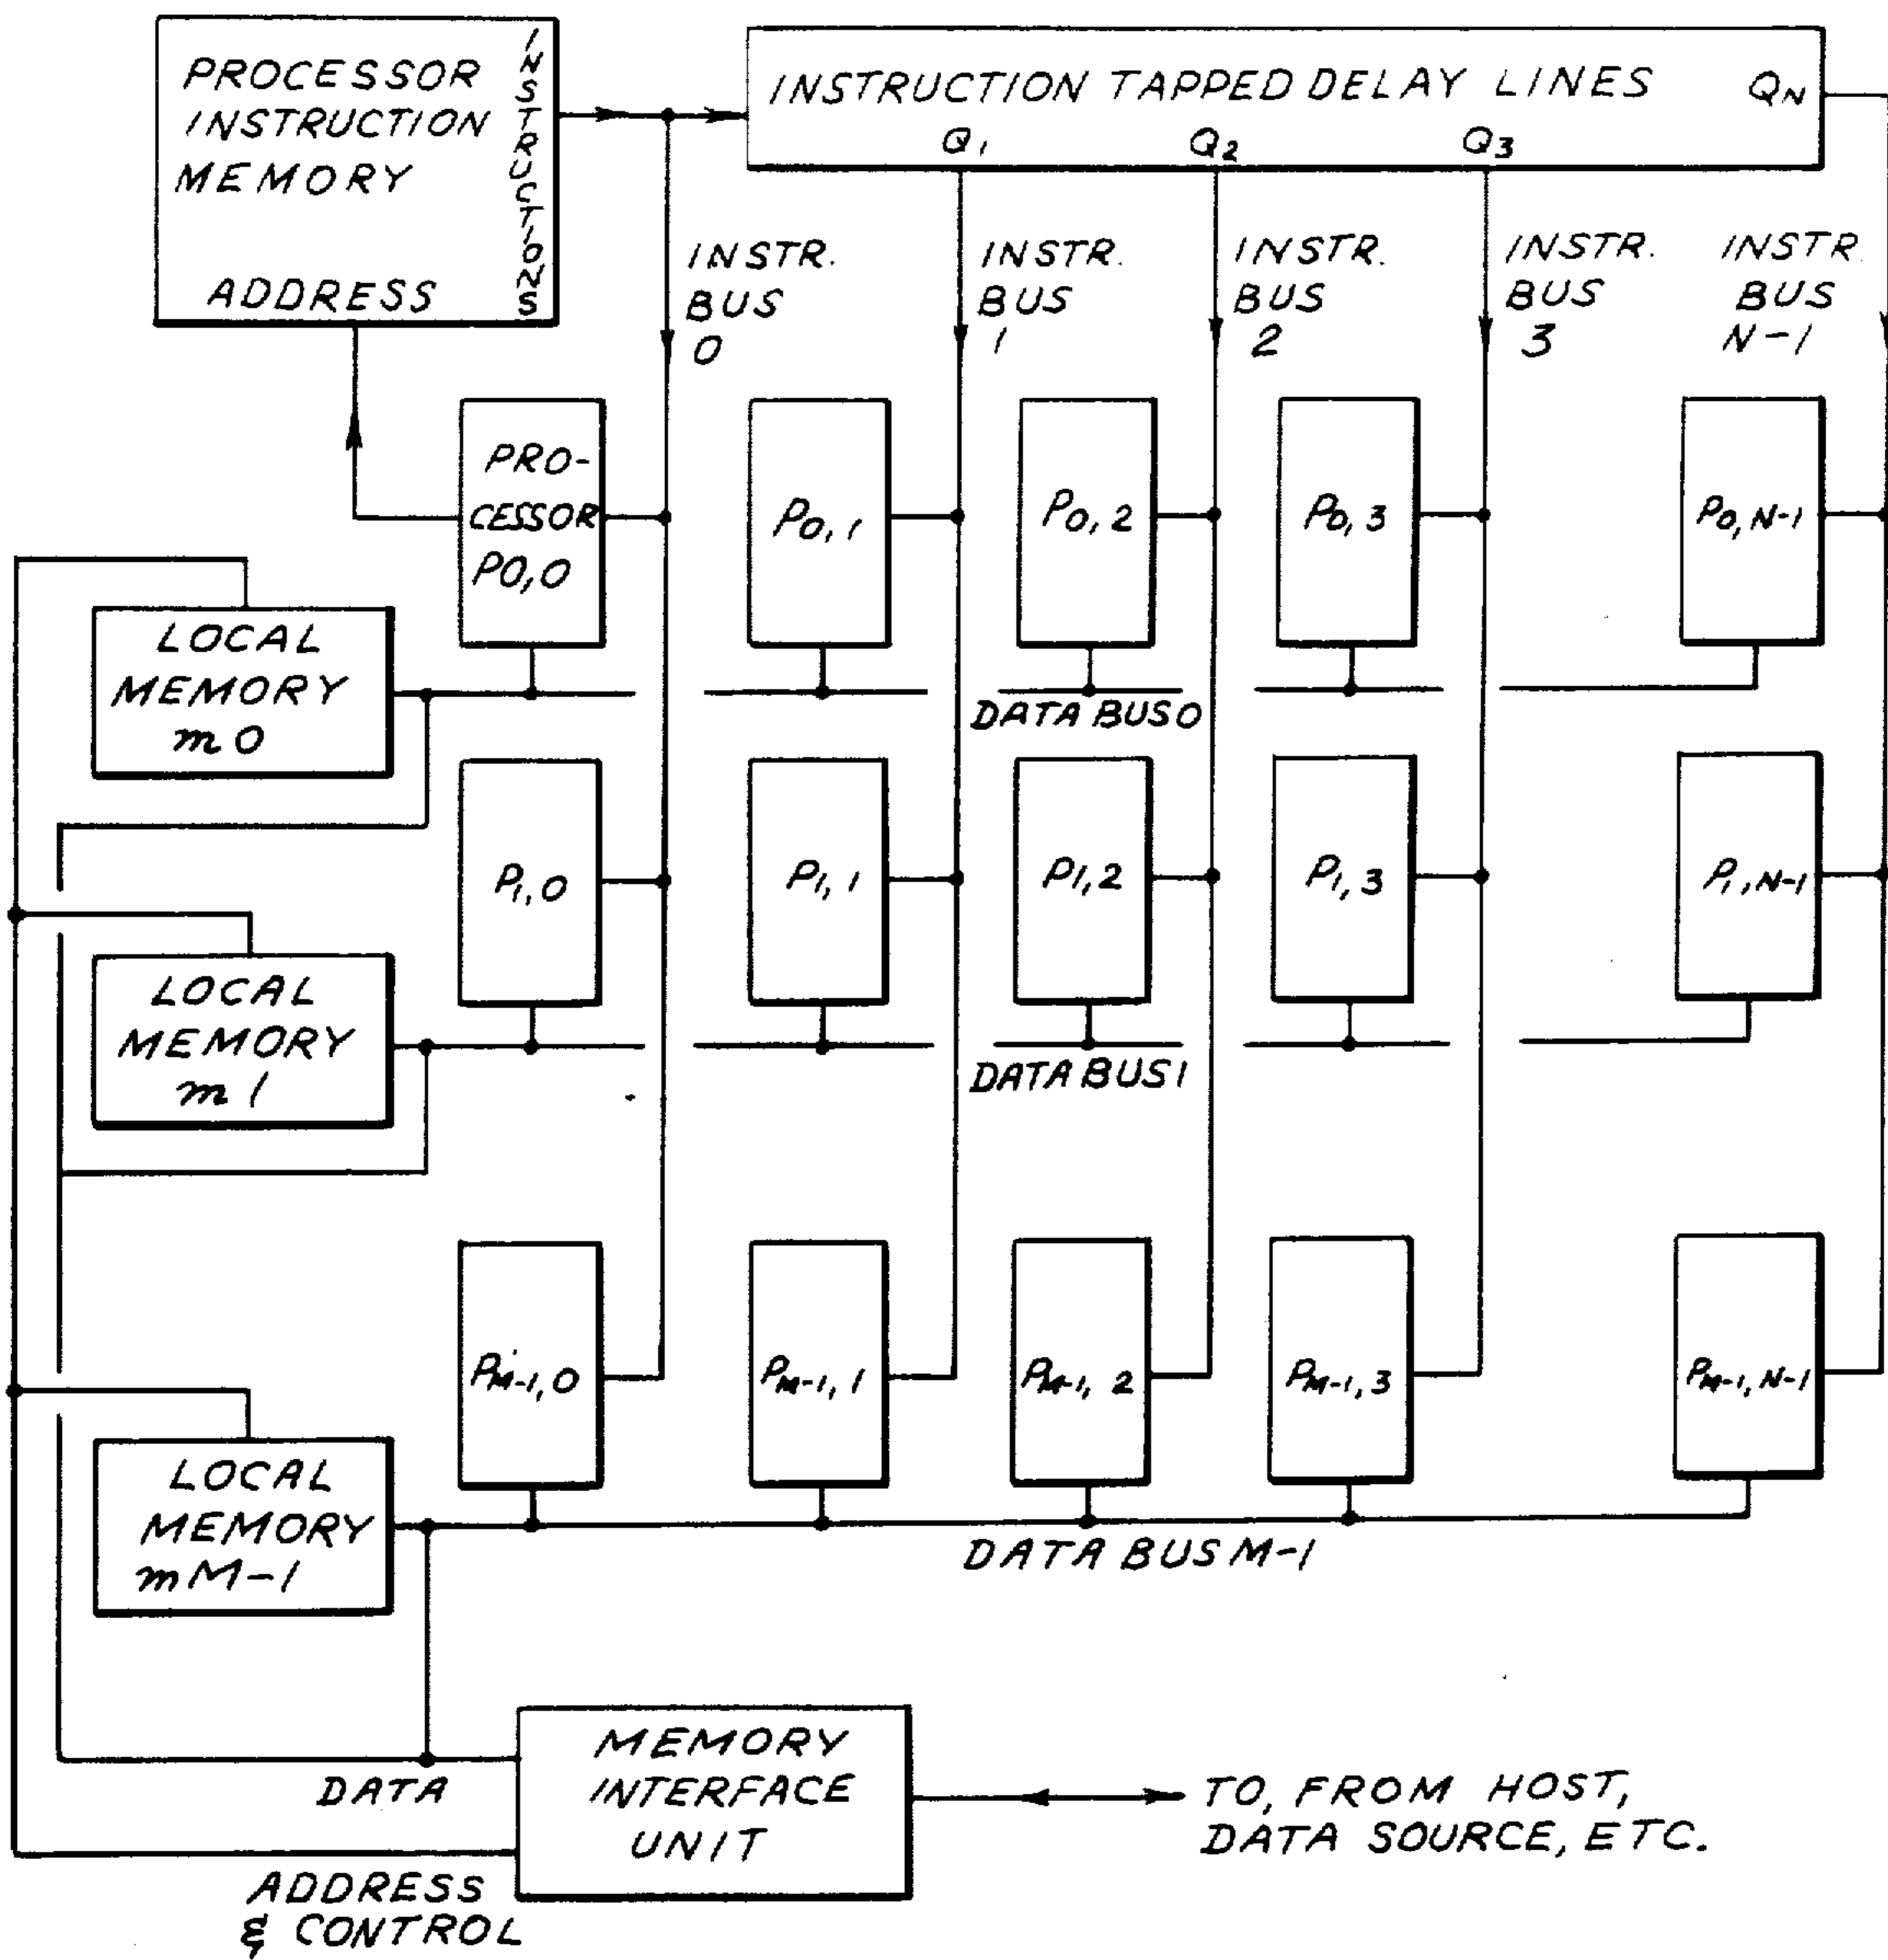 PROCESSOR
INSTRUCTION
MEMORY
INSTRUCTIONS
ADDRESS
INSTRUCTION TAPPED DELAY LINES
Q1
Q2
Q3
QN
INSTR.
BUS
0
INSTR.
BUS
1
INSTR.
BUS
2
INSTR.
BUS
3
INSTR
BUS
N-1
PRO-
CESSOR
P0,0
P0,1
P0,2
P0,3
P0,N-1
LOCAL
MEMORY
m0
DATA BUS0
P1,0
P1,1
P1,2
P1,3
P1,N-1
LOCAL
MEMORY
m1
DATA BUS1
PM-1,0
PM-1,1
PM-1,2
PM-1,3
PM-1,N-1
LOCAL
MEMORY
mM-1
DATA BUS M-1
DATA
MEMORY
INTERFACE
UNIT
TO, FROM HOST,
DATA SOURCE, ETC.
ADDRESS
& CONTROL